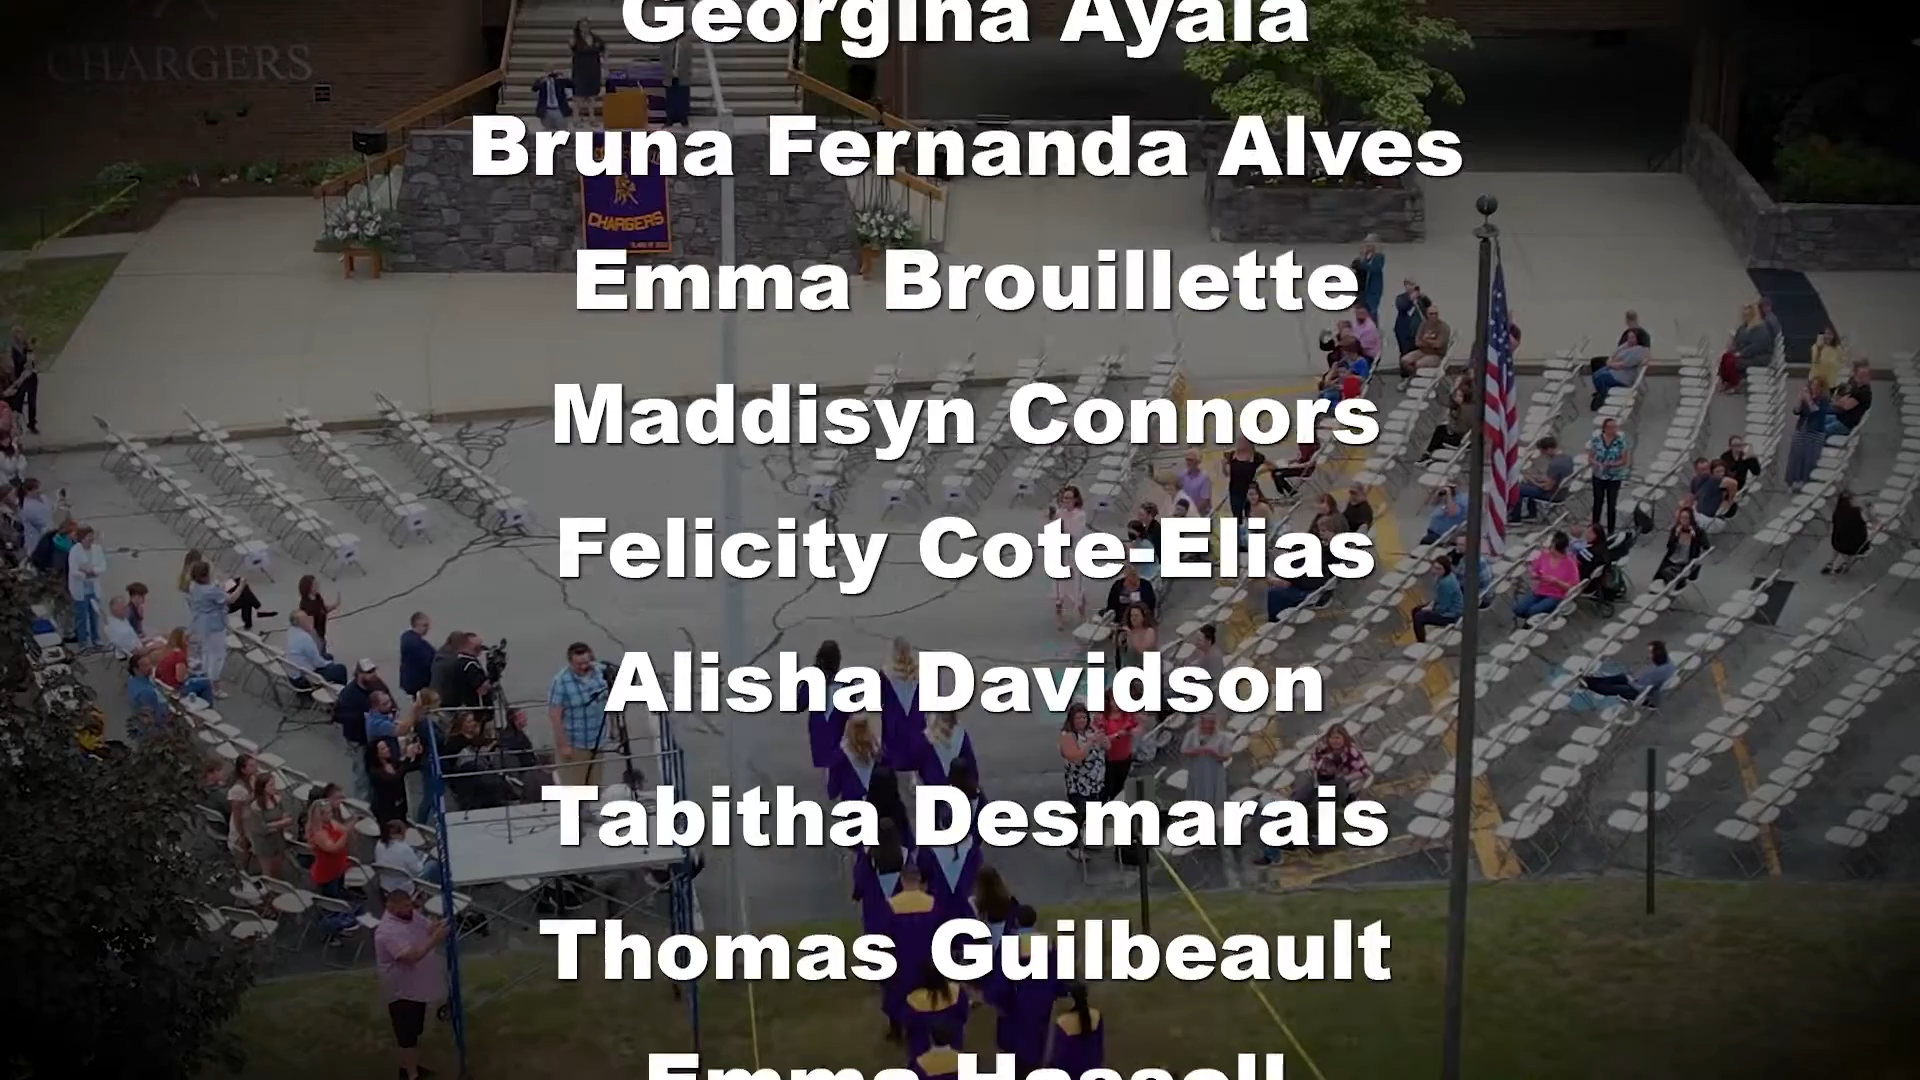 Georgina Ayala
CHARGERS
Bruna Fernanda Alves
CHARGERS
Emma Brouillette
Maddisyn Connors
Felicity Cote-Elias
Alisha Davidson
Tabitha Desmarais
Thomas Guilbeault
Emma